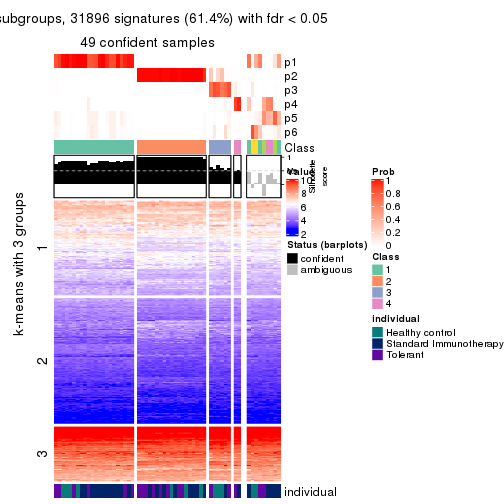 subgroups, 31896 signatures (61.4%) with fdr < 0.05
49 confident samples
p1
p2
p3
p4
p5
p6
Class
1
Silhouette
score
k-means with 3 groups
1
2
3
individual
Value
10
8
6
4
2
Status (barplots)
confident
ambiguous
Prob
1
0.8
0.6
0.4
0.2
0
Class
1
2
3
4
individual
Healthy control
Standard Immunotherapy
Tolerant